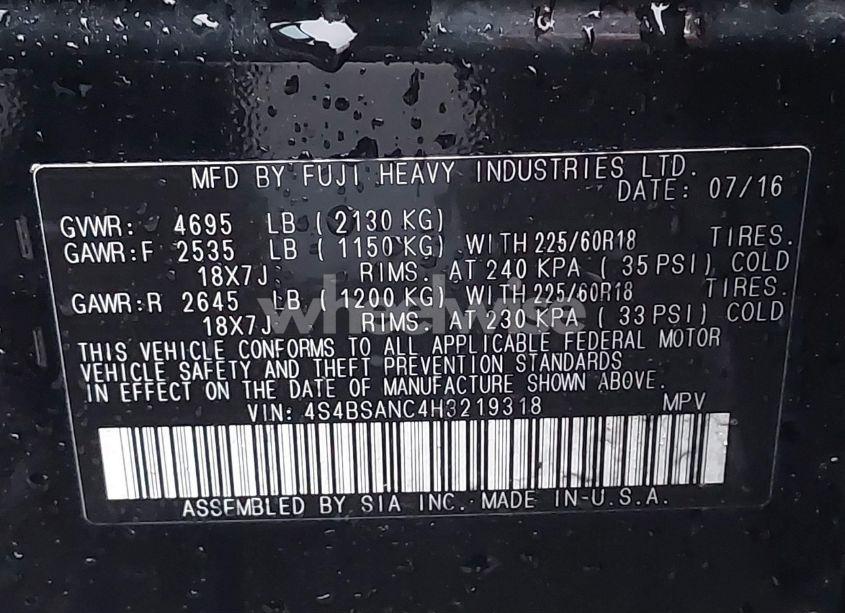 MFD BY FUJI HEAVY INDUSTRIES LTD.
DATE: 07/16
GVWR: 4695 LB ( 2130 KG)
GAWR:F 2535 LB ( 1150 KG) WITH 225/60R18 TIRES.
18X7J RIMS: AT 240 KPA ( 35 PSI) COLD
GAWR:R 2645 LB ( 1200 KG) WITH 225/60R18 TIRES.
18X7J RIMS: AT 230 KPA ( 33 PSI) COLD
wheelwise
THIS VEHICLE CONFORMS TO ALL APPLICABLE FEDERAL MOTOR
VEHICLE SAFETY AND THEFT PREVENTION STANDARDS
IN EFFECT ON THE DATE OF MANUFACTURE SHOWN ABOVE.
VIN: 4S4BSANC4H3219318 MPV
ASSEMBLED BY SIA INC. MADE IN-U.S.A.